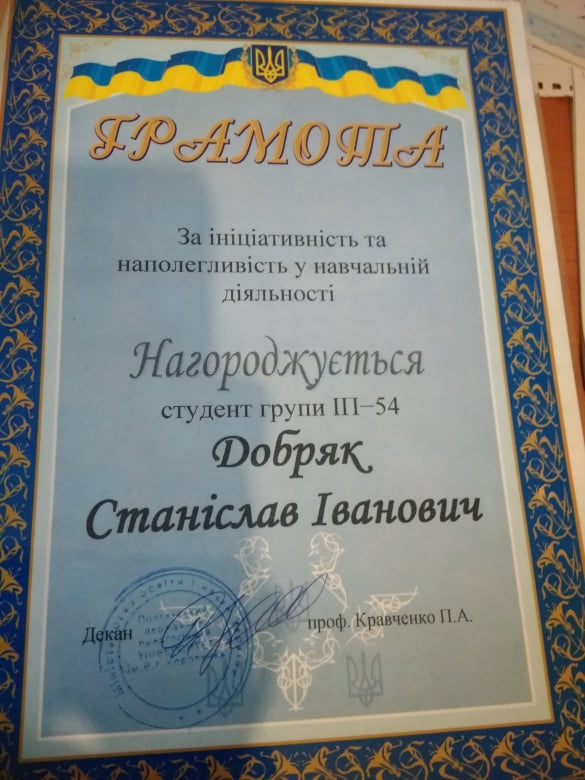 ГРАМОТА
За ініціативність та
наполегливість у навчальній
діяльності
Нагороджується
студент групи ІП−54
Добряк
Станіслав Іванович
Декан
проф. Кравченко П.А.